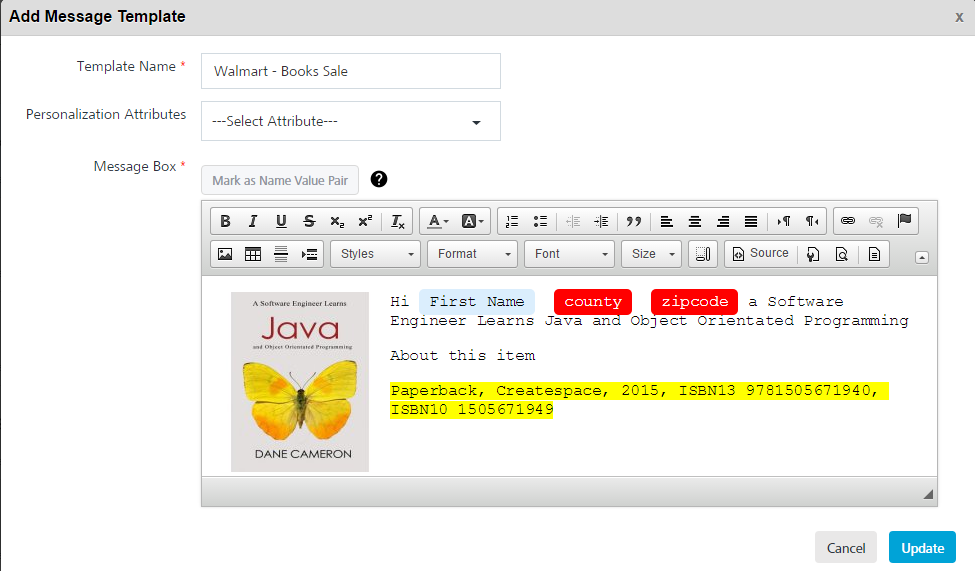 Add Message Template x
Template Name *
Walmart - Books Sale
Personalization Attributes
---Select Attribute---
Message Box *
Mark as Name Value Pair ?
B I U S x₂ x² Ix A A
Styles Format Font Size Source
A Software Engineer Learns
Java
and Object Orientated Programming
DANE CAMERON
Hi First Name county zipcode a Software
Engineer Learns Java and Object Orientated Programming
About this item
Paperback, Createspace, 2015, ISBN13 9781505671940,
ISBN10 1505671949
Cancel Update